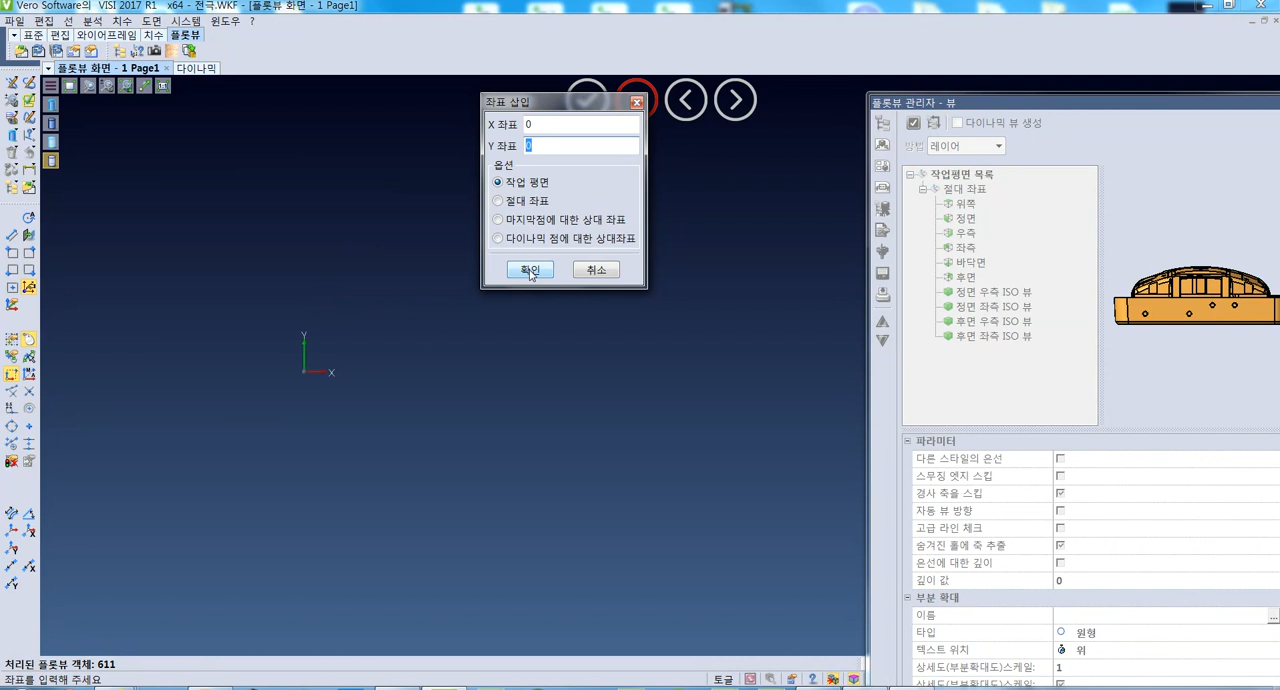 Vero Software의 VISI 2017 R1 x64 - 전극.WKF - [플롯뷰 화면 - 1 Page1]
파일 편집 선 분석 치수 도면 시스템 윈도우 ?
표준 편집 와이어프레임 치수 플롯뷰
플롯뷰 화면 - 1 Page1 × 다이나믹
좌표 삽입
X 좌표 0
Y 좌표 0
옵션
작업 평면
절대 좌표
마지막점에 대한 상대 좌표
다이나믹 점에 대한 상대좌표
확인 취소
Y
X
플롯뷰 관리자 - 뷰
다이나믹 뷰 생성
방법 레이어
작업평면 목록
절대 좌표
위쪽
정면
우측
좌측
바닥면
후면
정면 우측 ISO 뷰
정면 좌측 ISO 뷰
후면 우측 ISO 뷰
후면 좌측 ISO 뷰
파라미터
다른 스타일의 은선
스무징 엣지 스킵
경사 죽을 스킵
자동 뷰 방향
고급 라인 체크
숨겨진 홀에 축 추출
은선에 대한 깊이
깊이 값 0
부분 확대
이름 ...
타입 원형
텍스트 위치 위
상세도(부분확대도)스케일: 1
처리된 플롯뷰 객체: 611
좌표를 입력해 주세요
토글